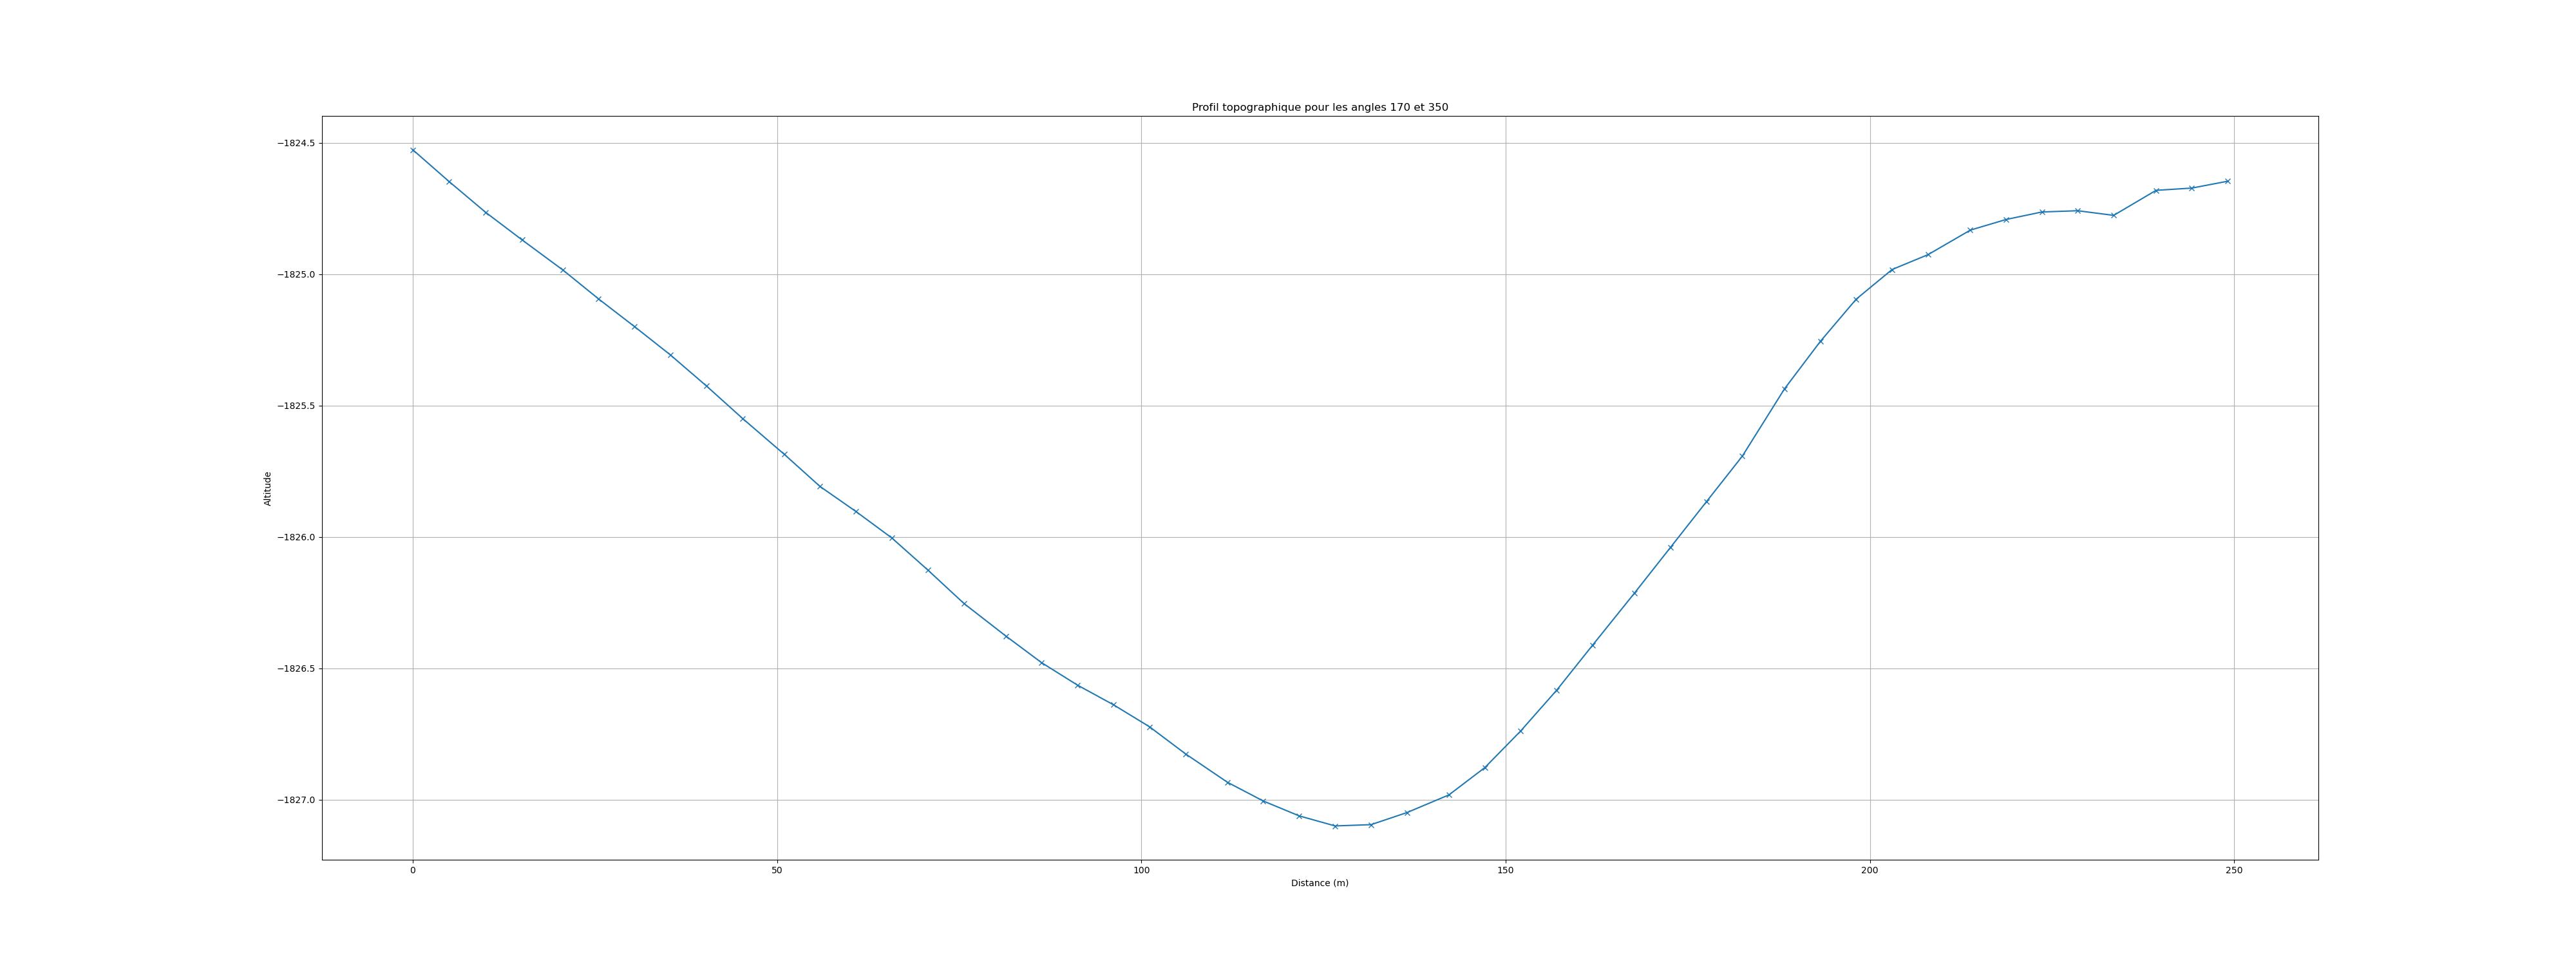 Profil topographique pour les angles 170 et 350
−1824.5
−1825.0
−1825.5
−1826.0
−1826.5
−1827.0
Altitude
0 50 100 150 200 250
Distance (m)